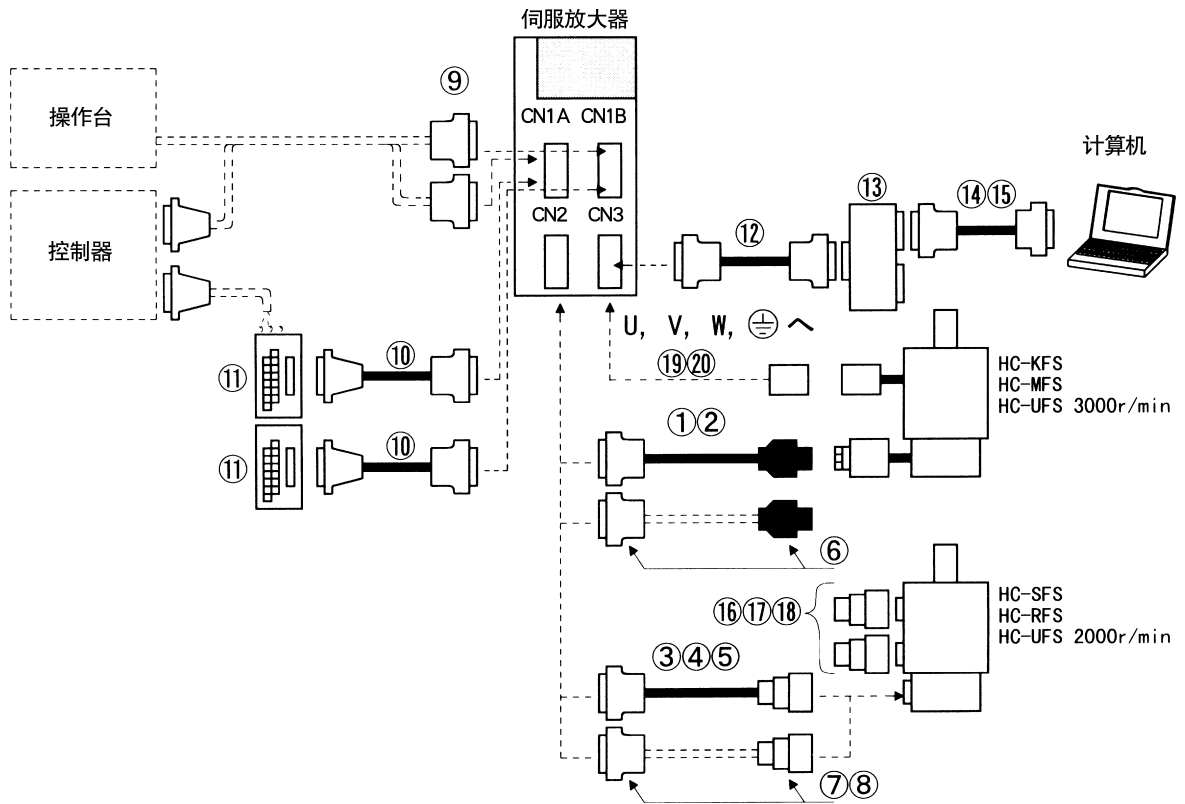 伺服放大器
操作台
⑨
CN1A CN1B
计算机
控制器
CN2 CN3
⑫
⑬
⑭⑮
U, V, W, ⏚ へ
⑲⑳
HC-KFS
HC-MFS
HC-UFS 3000r/min
⑪
⑩
①②
⑪
⑩
⑥
⑯⑰⑱
HC-SFS
HC-RFS
HC-UFS 2000r/min
③④⑤
⑦⑧